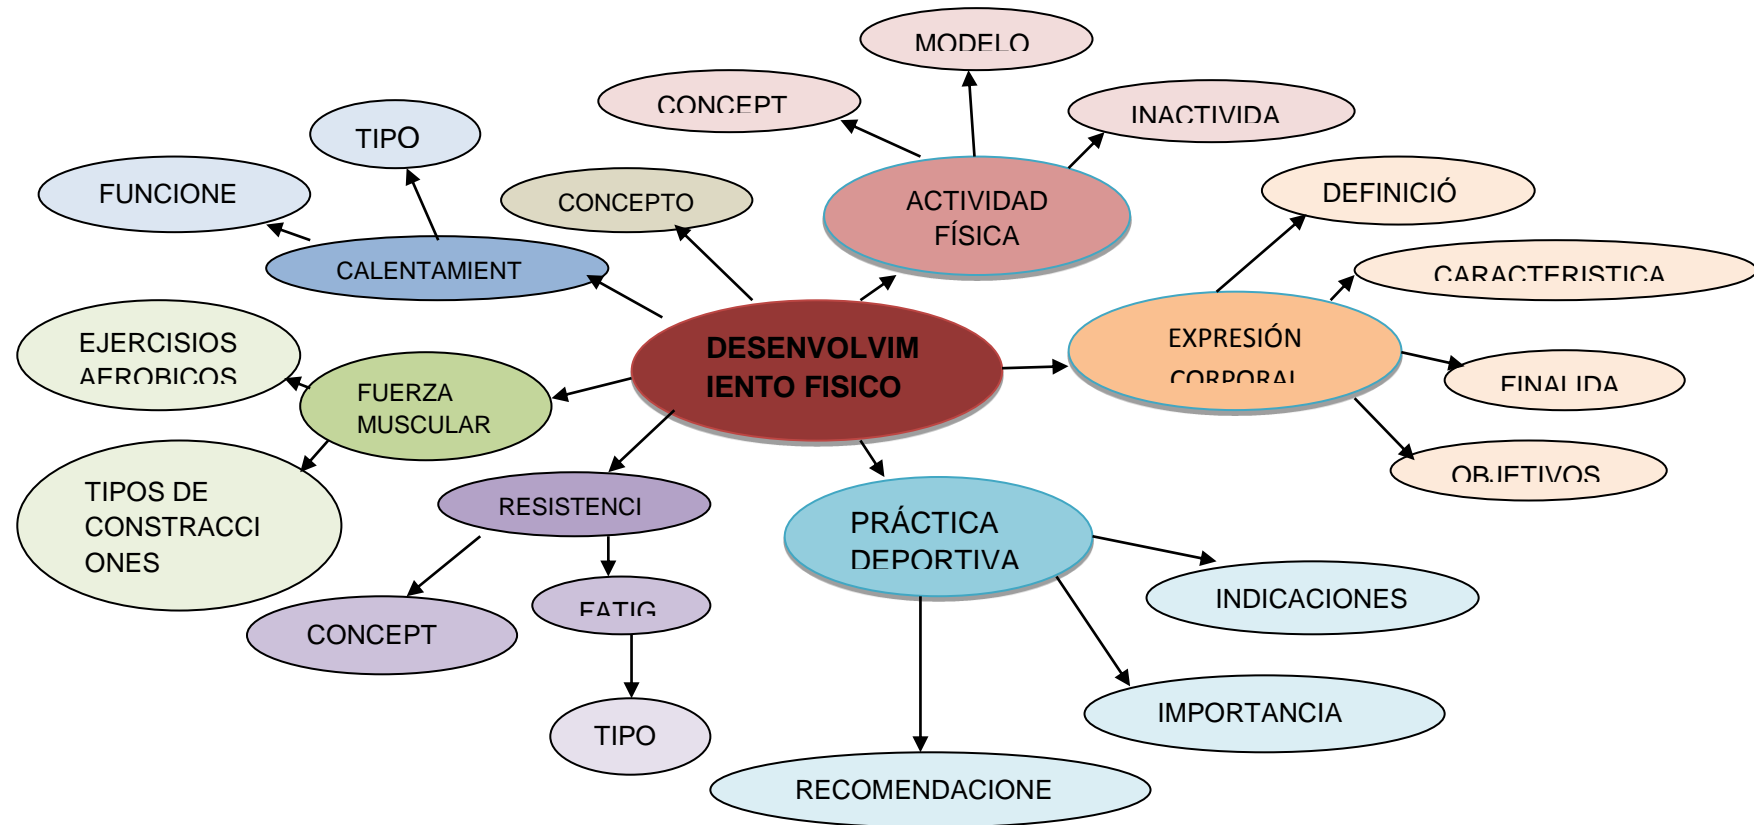 MODELO
CONCEPT
INACTIVIDA
TIPO
FUNCIONE
CONCEPTO
ACTIVIDAD
FÍSICA
DEFINICIÓ
CALENTAMIENT
CARACTERISTICA
EJERCISIOS
AEROBICOS
DESENVOLVIM
IENTO FISICO
EXPRESIÓN
CORPORAL
FINALIDA
FUERZA
MUSCULAR
OBJETIVOS
TIPOS DE
CONSTRACCI
ONES
RESISTENCI
PRÁCTICA
DEPORTIVA
FATIG
INDICACIONES
CONCEPT
IMPORTANCIA
TIPO
RECOMENDACIONE